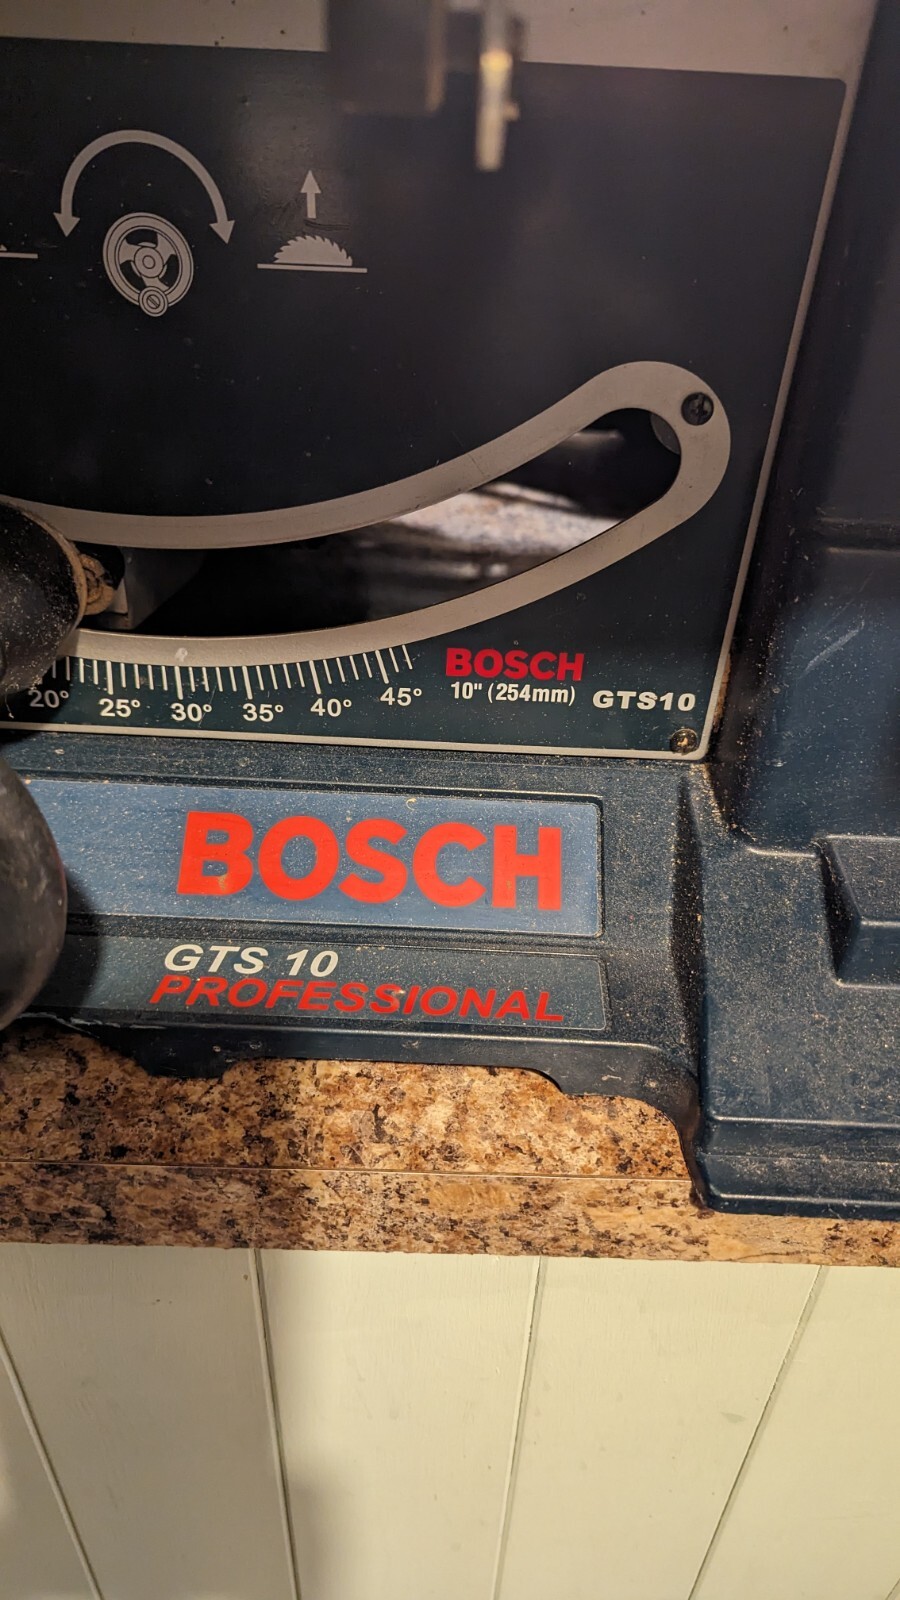 20° 25° 30° 35° 40° 45°
BOSCH
10" (254mm) GTS10
BOSCH
GTS 10
PROFESSIONAL